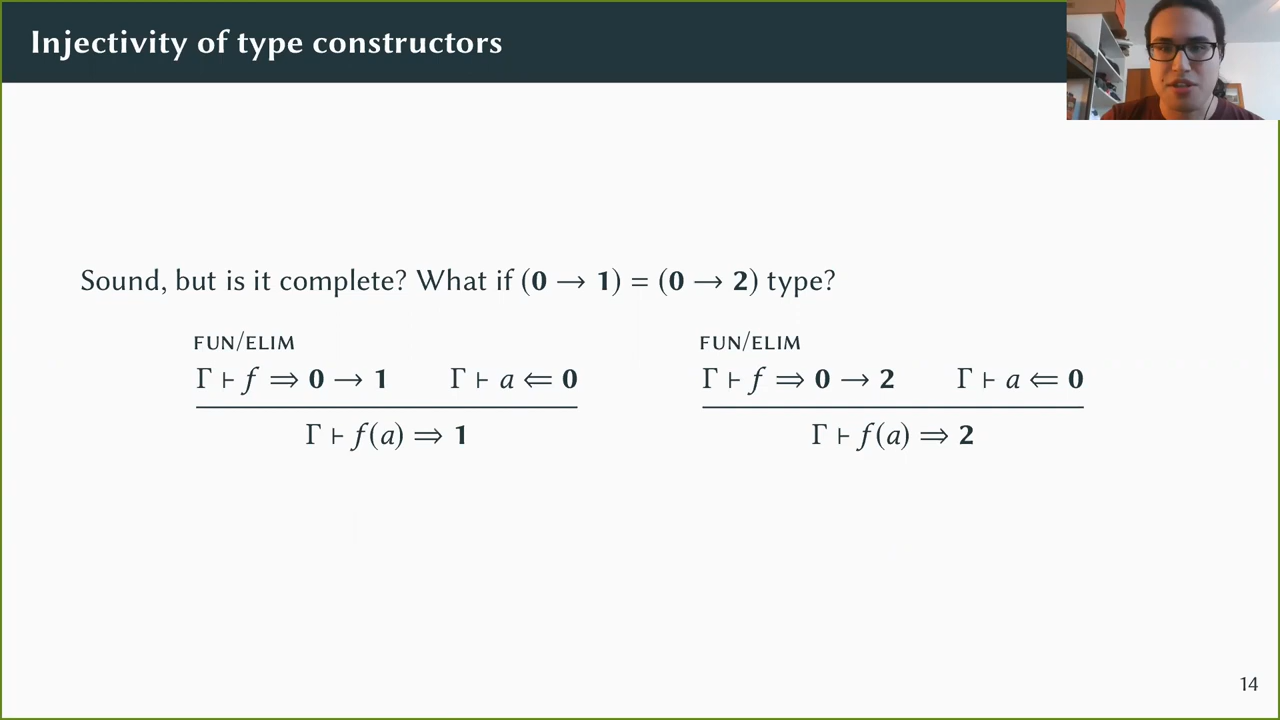 Injectivity of type constructors
Sound, but is it complete? What if (0 → 1) = (0 → 2) type?
FUN/ELIM FUN/ELIM
Γ ⊢ f ⇒ 0 → 1 Γ ⊢ a ⇐ 0 Γ ⊢ f ⇒ 0 → 2 Γ ⊢ a ⇐ 0
Γ ⊢ f(a) ⇒ 1 Γ ⊢ f(a) ⇒ 2
14